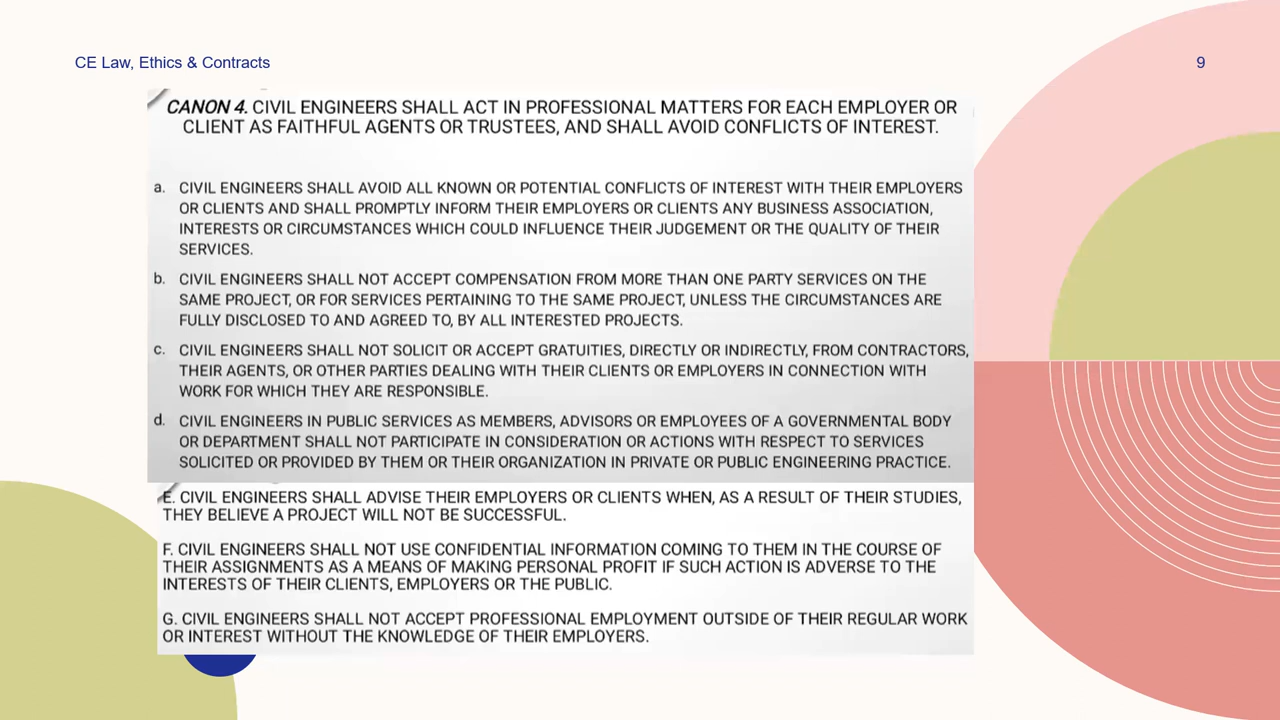 CE Law, Ethics & Contracts
9
CANON 4. CIVIL ENGINEERS SHALL ACT IN PROFESSIONAL MATTERS FOR EACH EMPLOYER OR
CLIENT AS FAITHFUL AGENTS OR TRUSTEES, AND SHALL AVOID CONFLICTS OF INTEREST.
a. CIVIL ENGINEERS SHALL AVOID ALL KNOWN OR POTENTIAL CONFLICTS OF INTEREST WITH THEIR EMPLOYERS
OR CLIENTS AND SHALL PROMPTLY INFORM THEIR EMPLOYERS OR CLIENTS ANY BUSINESS ASSOCIATION,
INTERESTS OR CIRCUMSTANCES WHICH COULD INFLUENCE THEIR JUDGEMENT OR THE QUALITY OF THEIR
SERVICES.
b. CIVIL ENGINEERS SHALL NOT ACCEPT COMPENSATION FROM MORE THAN ONE PARTY SERVICES ON THE
SAME PROJECT, OR FOR SERVICES PERTAINING TO THE SAME PROJECT, UNLESS THE CIRCUMSTANCES ARE
FULLY DISCLOSED TO AND AGREED TO, BY ALL INTERESTED PROJECTS.
c. CIVIL ENGINEERS SHALL NOT SOLICIT OR ACCEPT GRATUITIES, DIRECTLY OR INDIRECTLY, FROM CONTRACTORS,
THEIR AGENTS, OR OTHER PARTIES DEALING WITH THEIR CLIENTS OR EMPLOYERS IN CONNECTION WITH
WORK FOR WHICH THEY ARE RESPONSIBLE.
d. CIVIL ENGINEERS IN PUBLIC SERVICES AS MEMBERS, ADVISORS OR EMPLOYEES OF A GOVERNMENTAL BODY
OR DEPARTMENT SHALL NOT PARTICIPATE IN CONSIDERATION OR ACTIONS WITH RESPECT TO SERVICES
SOLICITED OR PROVIDED BY THEM OR THEIR ORGANIZATION IN PRIVATE OR PUBLIC ENGINEERING PRACTICE.
E. CIVIL ENGINEERS SHALL ADVISE THEIR EMPLOYERS OR CLIENTS WHEN, AS A RESULT OF THEIR STUDIES,
THEY BELIEVE A PROJECT WILL NOT BE SUCCESSFUL.
F. CIVIL ENGINEERS SHALL NOT USE CONFIDENTIAL INFORMATION COMING TO THEM IN THE COURSE OF
THEIR ASSIGNMENTS AS A MEANS OF MAKING PERSONAL PROFIT IF SUCH ACTION IS ADVERSE TO THE
INTERESTS OF THEIR CLIENTS, EMPLOYERS OR THE PUBLIC.
G. CIVIL ENGINEERS SHALL NOT ACCEPT PROFESSIONAL EMPLOYMENT OUTSIDE OF THEIR REGULAR WORK
OR INTEREST WITHOUT THE KNOWLEDGE OF THEIR EMPLOYERS.